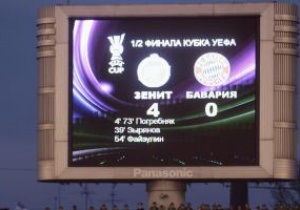 1/2 ФИНАЛА КУБКА УЕФА
UEFA
CUP
ЗЕНИТ
БАВАРИЯ
4
0
4' 73' Погребняк
39' Зырянов
54' Файзулин
Panasonic